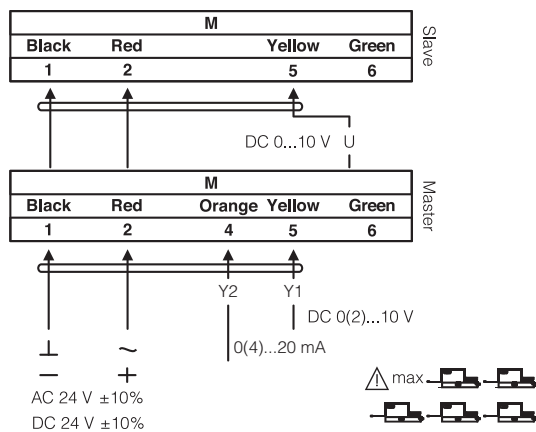 M
Black Red Yellow Green
1 2 5 6
Slave
DC 0...10 V U
M
Black Red Orange Yellow Green
1 2 4 5 6
Master
Y2 Y1
DC 0(2)...10 V
0(4)...20 mA
⊥ ~
− +
AC 24 V ±10%
DC 24 V ±10%
max